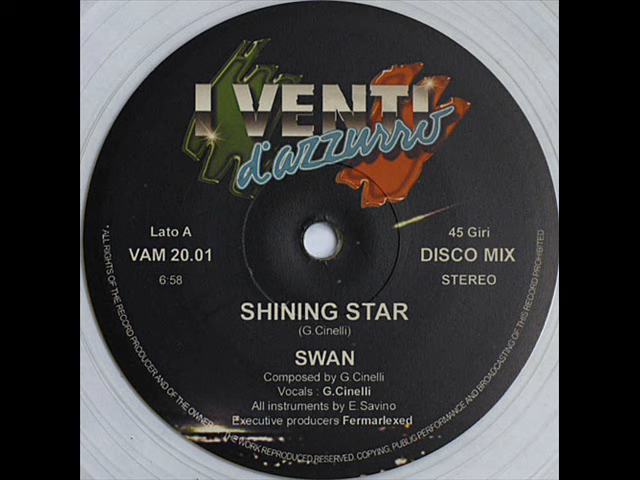 I VENTI
d'azzurro
Lato A
45 Giri
VAM 20.01
DISCO MIX
6:58
STEREO
SHINING STAR
(G.Cinelli)
SWAN
Composed by G.Cinelli
Vocals : G.Cinelli
All instruments by E.Savino
Executive producers Fermarlexed
*ALL RIGHTS OF THE RECORD PRODUCER AND OF THE OWNER OF THE WORK REPRODUCED RESERVED. COPYING, PUBLIC PERFORMANCE AND BROADCASTING OF THIS RECORD PROHIBITED